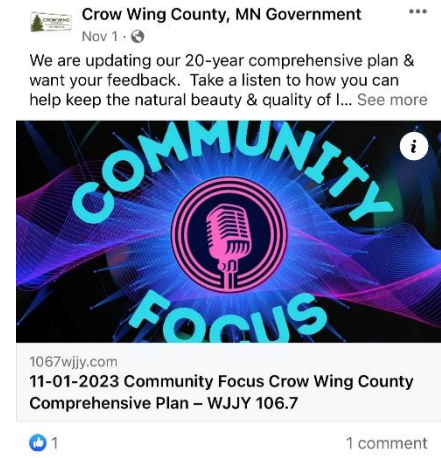 Crow Wing County, MN Government
Nov 1 ·
We are updating our 20-year comprehensive plan &
want your feedback. Take a listen to how you can
help keep the natural beauty & quality of l... See more
COMMUNITY
FOCUS
1067wjjy.com
11-01-2023 Community Focus Crow Wing County
Comprehensive Plan – WJJY 106.7
1
1 comment